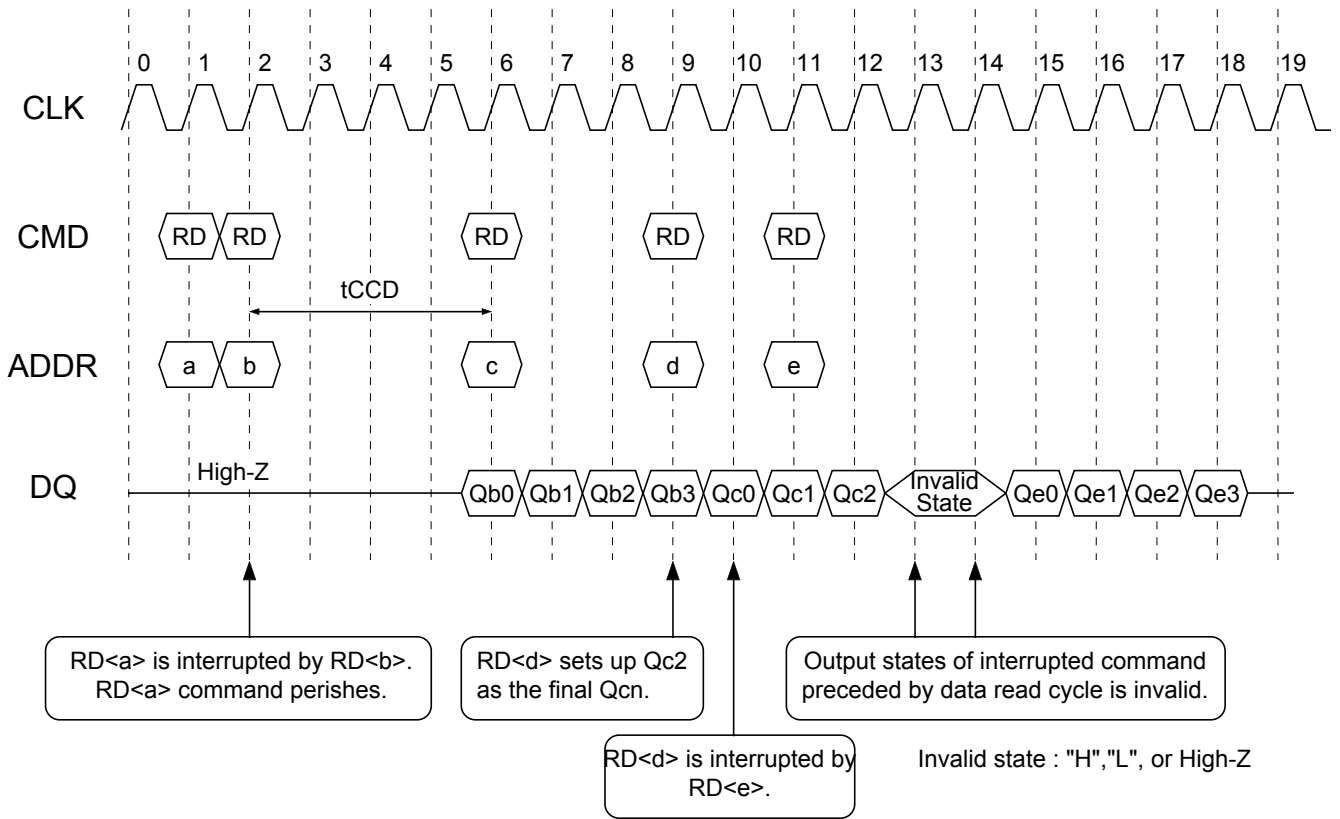 0 1 2 3 4 5 6 7 8 9 10 11 12 13 14 15 16 17 18 19
CLK
CMD RD RD RD RD RD
tCCD
ADDR a b c d e
High-Z
DQ Qb0 Qb1 Qb2 Qb3 Qc0 Qc1 Qc2 Invalid State Qe0 Qe1 Qe2 Qe3
RD<a> is interrupted by RD<b>.
RD<a> command perishes.
RD<d> sets up Qc2
as the final Qcn.
Output states of interrupted command
preceded by data read cycle is invalid.
RD<d> is interrupted by
RD<e>.
Invalid state : "H","L", or High-Z